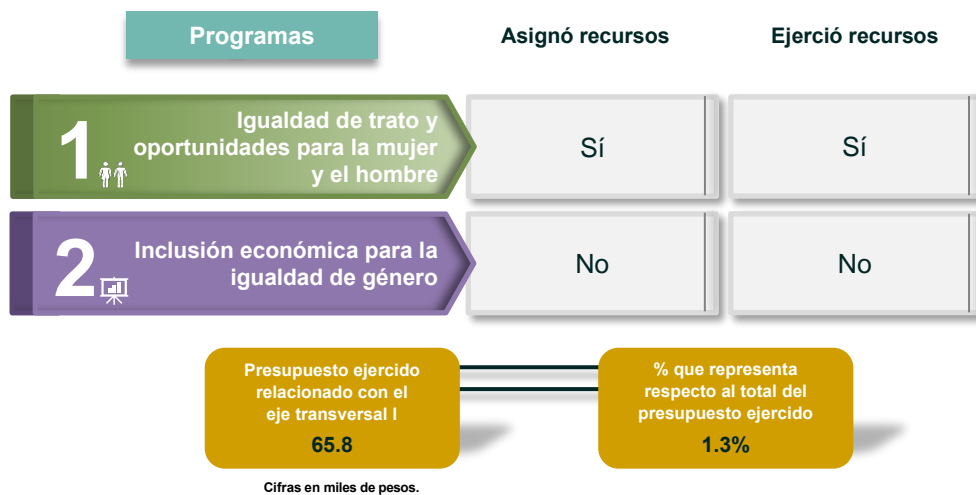 Programas
Asignó recursos
Ejerció recursos
1
Igualdad de trato y
oportunidades para la mujer
y el hombre
Sí
Sí
2
Inclusión económica para la
igualdad de género
No
No
Presupuesto ejercido
relacionado con el
eje transversal I
65.8
% que representa
respecto al total del
presupuesto ejercido
1.3%
Cifras en miles de pesos.